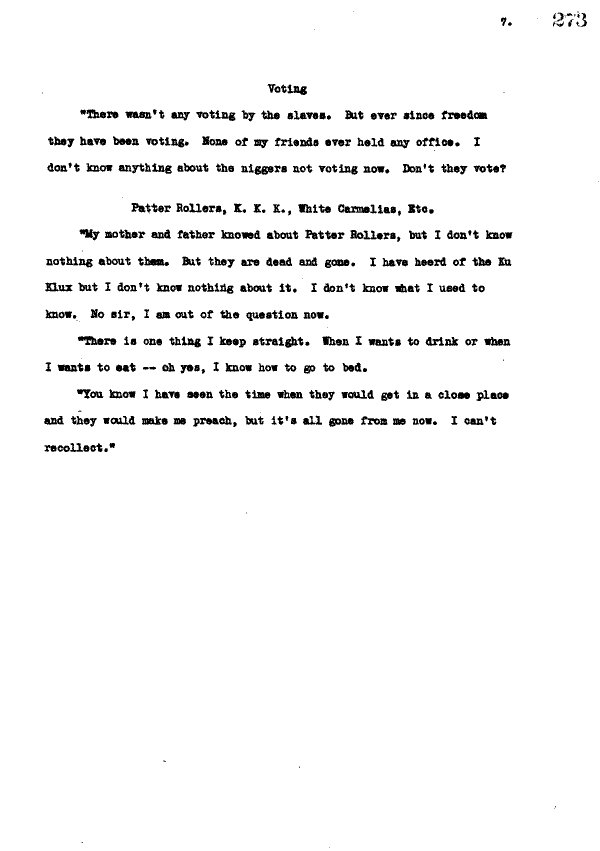 7. 273
Voting
"There wasn't any voting by the slaves. But ever since freedom
they have been voting. None of my friends ever held any office. I
don't know anything about the niggers not voting now. Don't they vote?
Patter Rollers, K. K. K., White Carmelias, Etc.
"My mother and father knowed about Patter Rollers, but I don't know
nothing about them. But they are dead and gone. I have heerd of the Ku
Klux but I don't know nothing about it. I don't know what I used to
know. No sir, I am out of the question now.
"There is one thing I keep straight. When I wants to drink or when
I wants to eat -- oh yes, I know how to go to bed.
"You know I have seen the time when they would get in a close place
and they would make me preach, but it's all gone from me now. I can't
recollect."